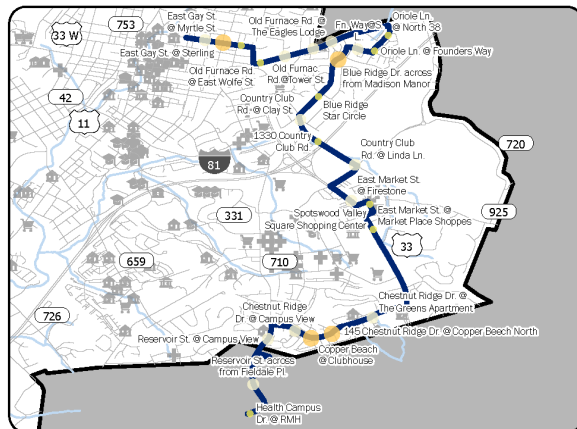 753
East Gay St.
@ Myrtle St.
Old Furnace Rd. @
The Eagles Lodge
Fn. Way@S
Oriole Ln.
@ North 38
33 W
East Gay St. @ Sterling
Oriole Ln. @ Founders Way
Old Furnace Rd.
@ East Wolfe St.
Old Furnac
Rd.@Tower St.
Blue Ridge Dr. across
from Madison Manor
42
Country Club
Rd. @ Clay St.
Blue Ridge
Star Circle
11
1330 Country
Club Rd.
Country Club
Rd. @ Linda Ln.
720
81
East Market St.
@ Firestone
331
Spotswood Valley
Square Shopping Center
East Market St. @
Market Place Shoppes
925
33
659
710
726
Chestnut Ridge
Dr. @ Campus View
Chestnut Ridge Dr. @
The Greens Apartment
Reservoir St. @ Campus View
145 Chestnut Ridge Dr. @ Copper Beech North
Copper Beach
@ Clubhouse
Reservoir St. across
from Fieldale Pl.
Health Campus
Dr. @ RMH